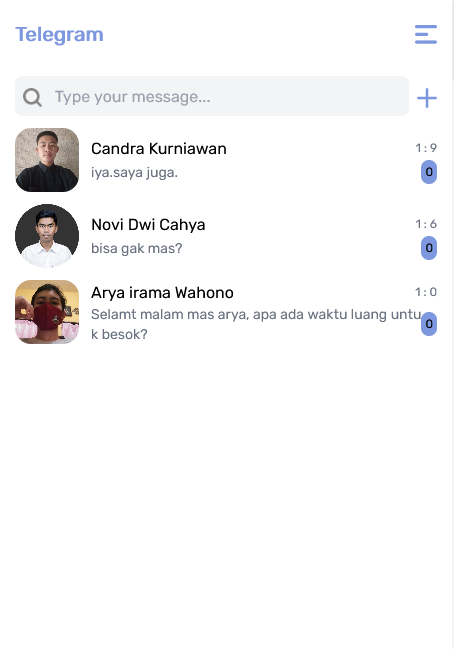 Telegram
Type your message...
Candra Kurniawan
1 : 9
iya.saya juga.
0
Novi Dwi Cahya
1 : 6
bisa gak mas?
0
Arya irama Wahono
1 : 0
Selamt malam mas arya, apa ada waktu luang untu
k besok?
0